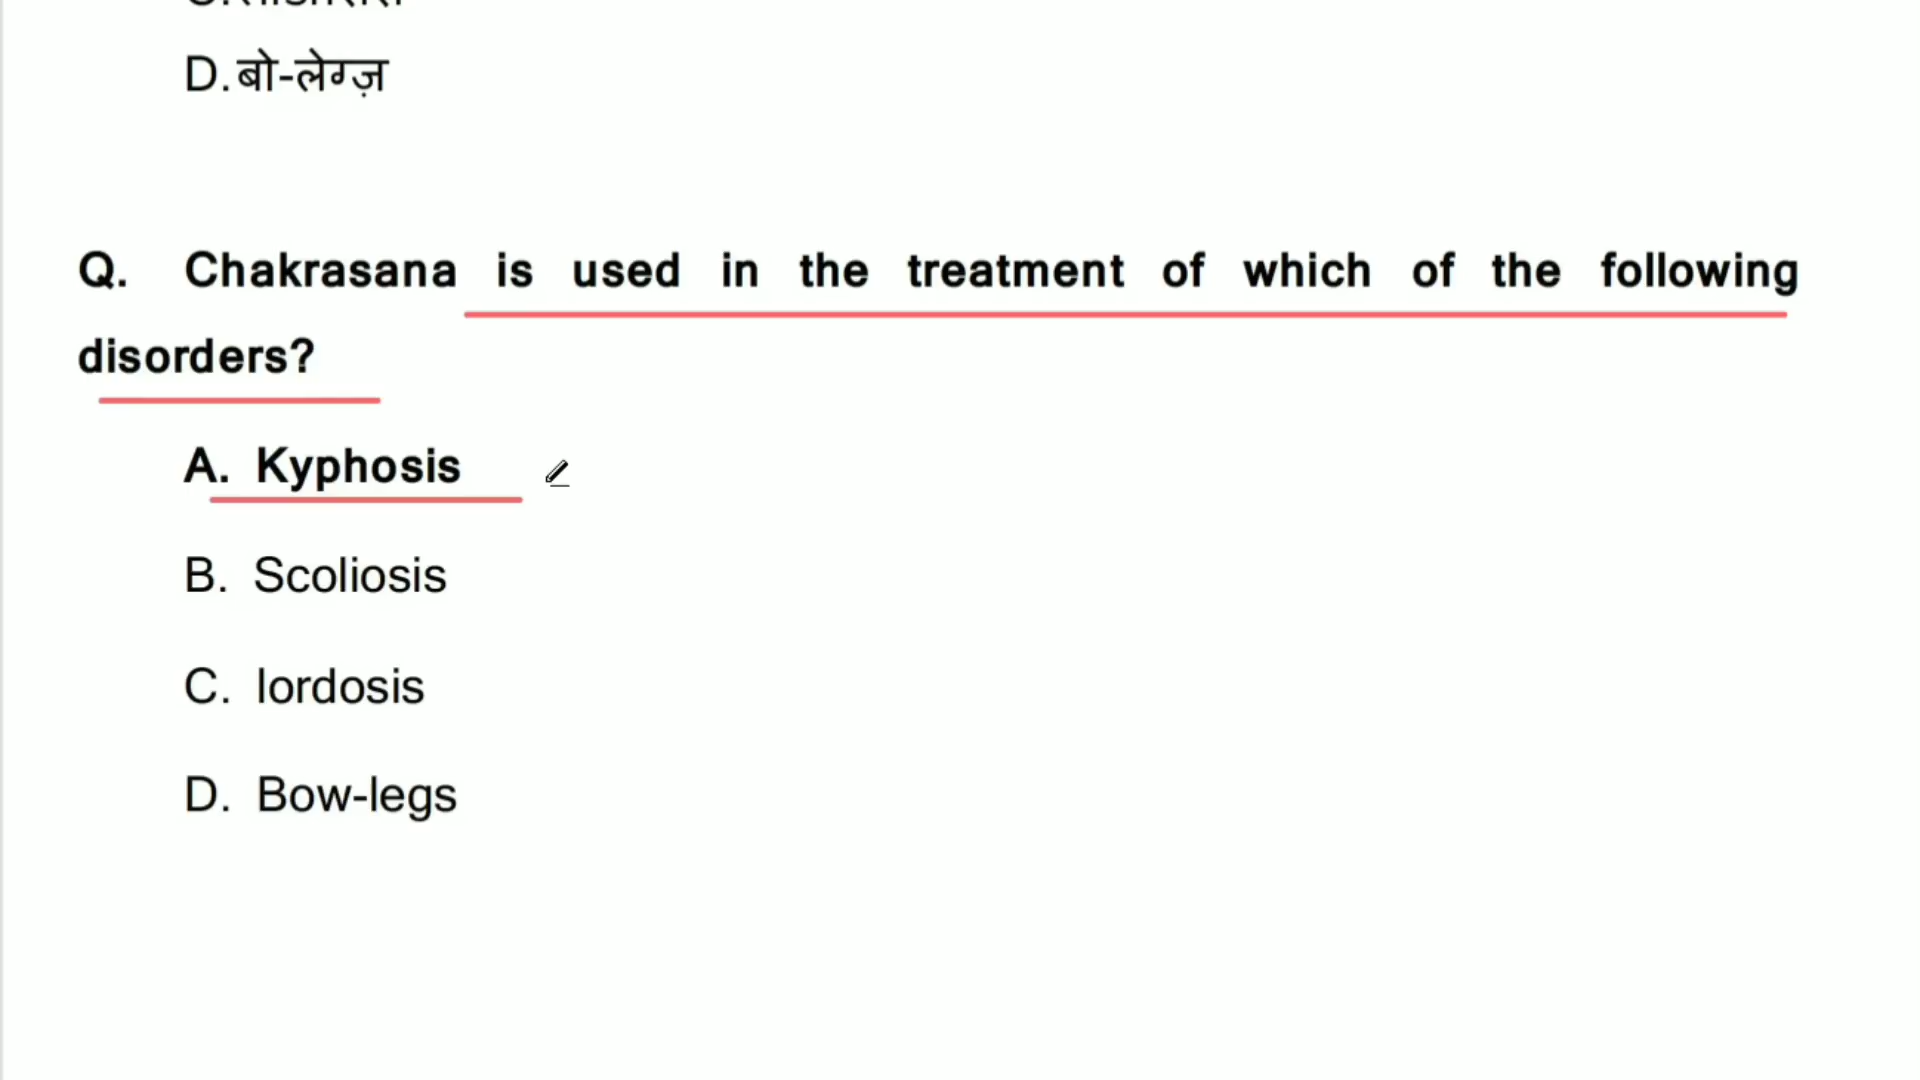 D.बो-लेग्ज़
Q. Chakrasana is used in the treatment of which of the following
disorders?
A. Kyphosis
B. Scoliosis
C. lordosis
D. Bow-legs